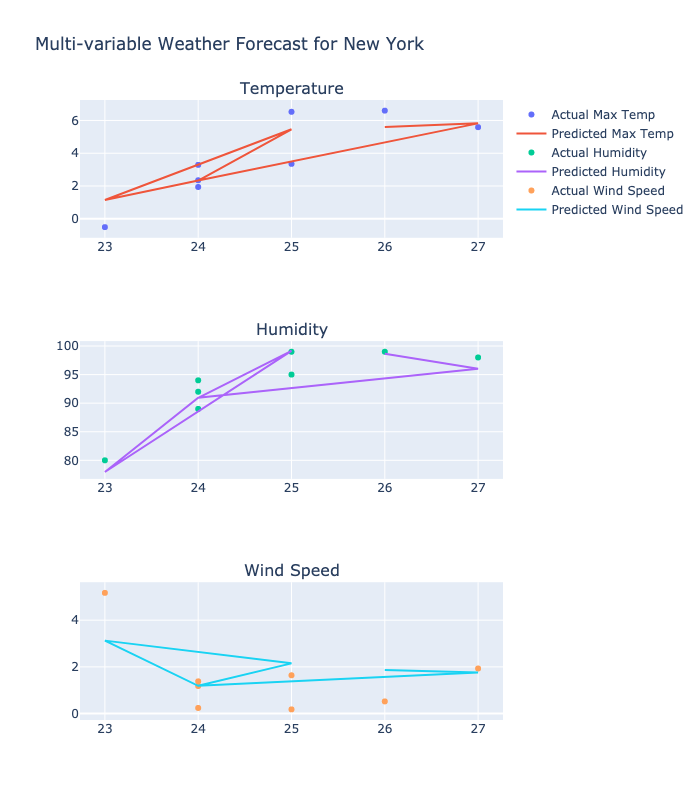 Multi-variable Weather Forecast for New York
Temperature
6
4
2
0
23 24 25 26 27
Actual Max Temp
Predicted Max Temp
Actual Humidity
Predicted Humidity
Actual Wind Speed
Predicted Wind Speed
Humidity
100
95
90
85
80
23 24 25 26 27
Wind Speed
4
2
0
23 24 25 26 27